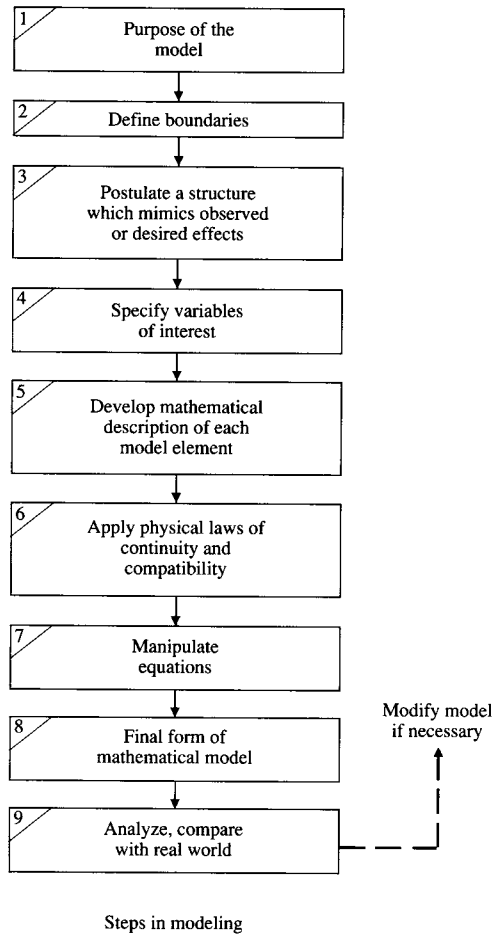 1
Purpose of the
model
2
Define boundaries
3
Postulate a structure
which mimics observed
or desired effects
4
Specify variables
of interest
5
Develop mathematical
description of each
model element
6
Apply physical laws of
continuity and
compatibility
7
Manipulate
equations
8
Final form of
mathematical model
9
Analyze, compare
with real world
Modify model
if necessary
Steps in modeling